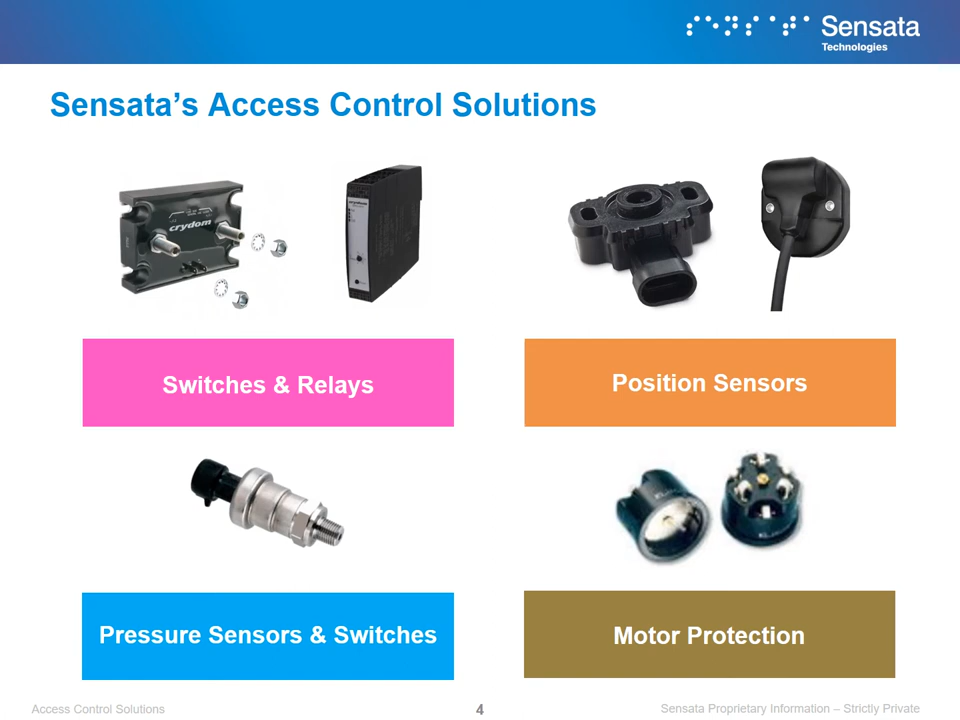 Sensata
Technologies
Sensata's Access Control Solutions
crydom
crydom
Switches & Relays
Position Sensors
Pressure Sensors & Switches
Motor Protection
Access Control Solutions
4
Sensata Proprietary Information – Strictly Private